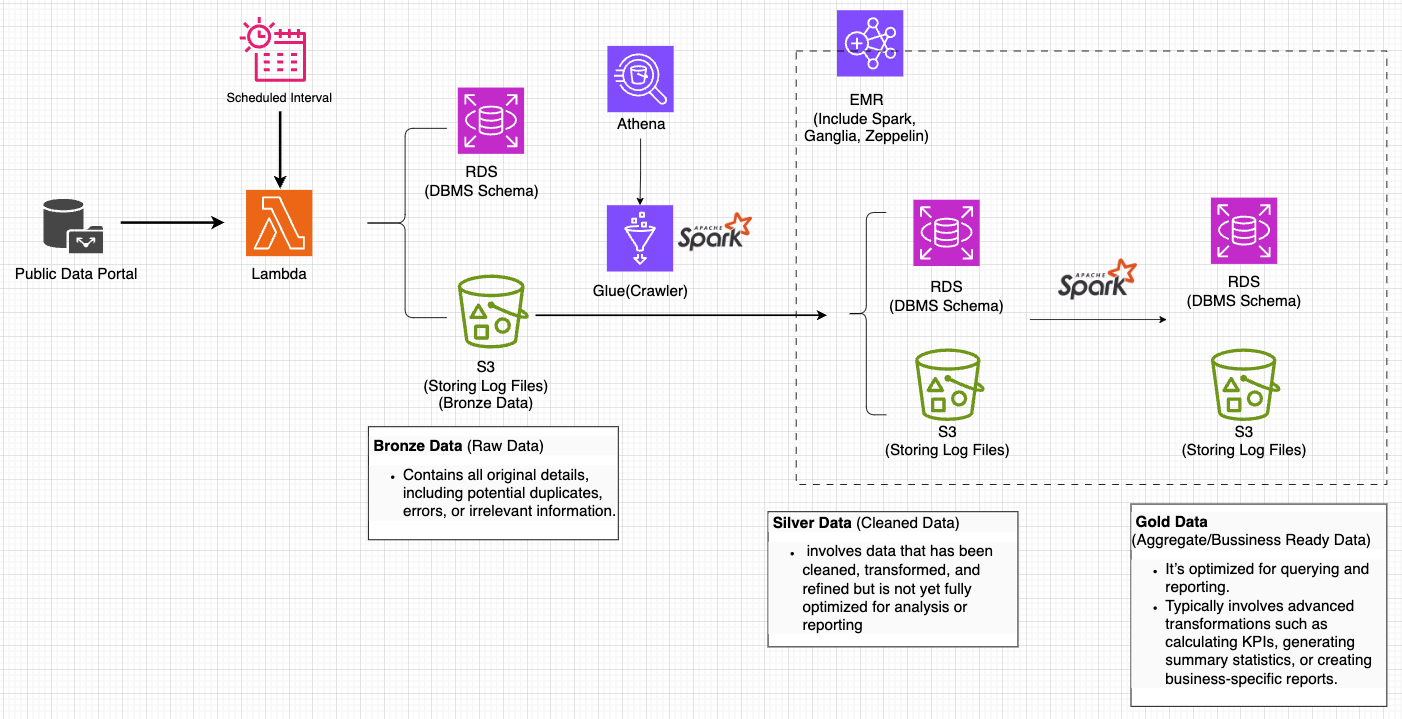 Scheduled Interval
Public Data Portal
Lambda
RDS
(DBMS Schema)
S3
(Storing Log Files)
(Bronze Data)
Athena
APACHE
Spark
Glue(Crawler)
EMR
(Include Spark,
Ganglia, Zeppelin)
RDS
(DBMS Schema)
S3
(Storing Log Files)
APACHE
Spark
RDS
(DBMS Schema)
S3
(Storing Log Files)
Bronze Data (Raw Data)
• Contains all original details,
including potential duplicates,
errors, or irrelevant information.
Silver Data (Cleaned Data)
• involves data that has been
cleaned, transformed, and
refined but is not yet fully
optimized for analysis or
reporting
Gold Data
(Aggregate/Bussiness Ready Data)
• It’s optimized for querying and
reporting.
• Typically involves advanced
transformations such as
calculating KPIs, generating
summary statistics, or creating
business-specific reports.